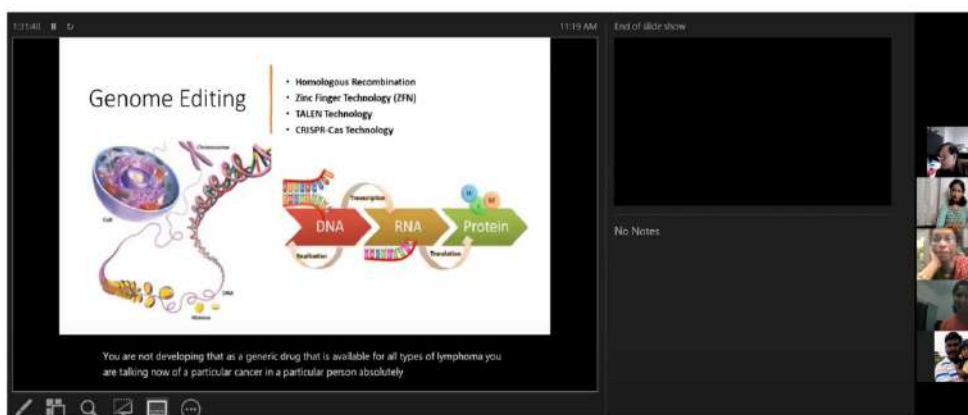 1:31:40
11:19 AM
End of slide show
Genome Editing
• Homologous Recombination
• Zinc Finger Technology (ZFN)
• TALEN Technology
• CRISPR-Cas Technology
Chromosome
Cell
DNA
Histone
Transcription
DNA
RNA
Protein
Replication
Translation
No Notes
You are not developing that as a generic drug that is available for all types of lymphoma you
are talking now of a particular cancer in a particular person absolutely